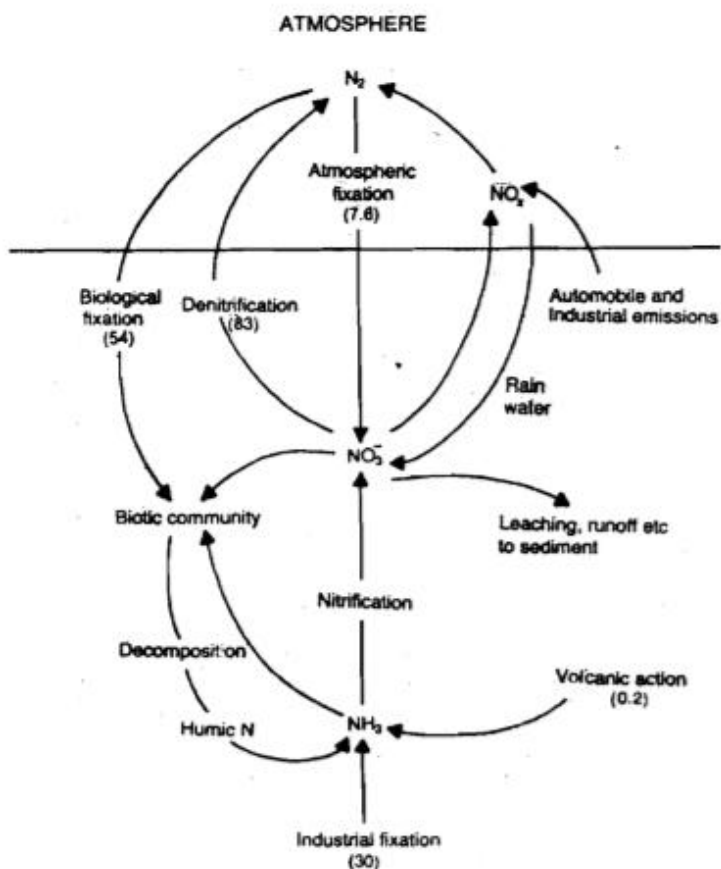 ATMOSPHERE
N₂
Atmospheric
fixation
(7.6)
NOₓ
Biological
fixation
(54)
Denitrification
(83)
Automobile and
Industrial emissions
Rain
water
NO₃⁻
Biotic community
Leaching, runoff etc
to sediment
Nitrification
Decomposition
Volcanic action
(0.2)
Humic N
NH₃
Industrial fixation
(30)